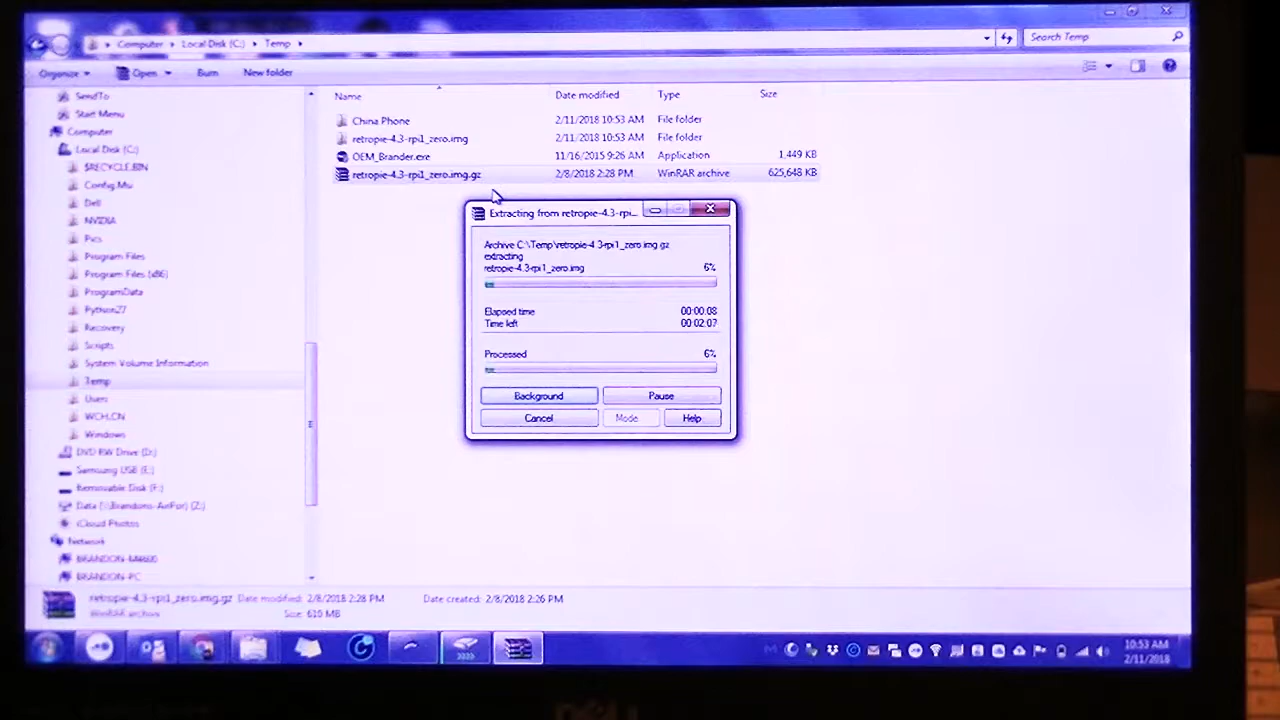 Computer ▸ Local Disk (C:) ▸ Temp ▸
Search Temp
Organize Open Burn New folder
Name Date modified Type Size
China Phone 2/11/2018 10:53 AM File folder
retropie-4.3-rpi1_zero.img 2/11/2018 10:53 AM File folder
OEM_Brander.exe 11/16/2015 9:26 AM Application 1,449 KB
retropie-4.3-rpi1_zero.img.gz 2/8/2018 2:28 PM WinRAR archive 625,648 KB
SendTo
Start Menu
Computer
Local Disk (C:)
$RECYCLE.BIN
Config.Msi
Dell
NVIDIA
Pics
Program Files
Program Files (x86)
ProgramData
Python27
Recovery
Scripts
System Volume Information
Temp
Users
WCH.CN
Windows
DVD RW Drive (D:)
Samsung USB (E:)
Removable Disk (F:)
Data (\\Brandons-AirPor) (Z:)
iCloud Photos
Network
BRANDON-M4600
BRANDON-PC
Extracting from retropie-4.3-rpi...
Archive C:\Temp\retropie-4.3-rpi1_zero.img.gz
extracting
retropie-4.3-rpi1_zero.img 6%
Elapsed time 00:00:08
Time left 00:02:07
Processed 6%
Background Pause
Cancel Mode Help
retropie-4.3-rpi1_zero.img.gz Date modified: 2/8/2018 2:28 PM Date created: 2/8/2018 2:26 PM
WinRAR archive Size: 610 MB
10:53 AM
2/11/2018